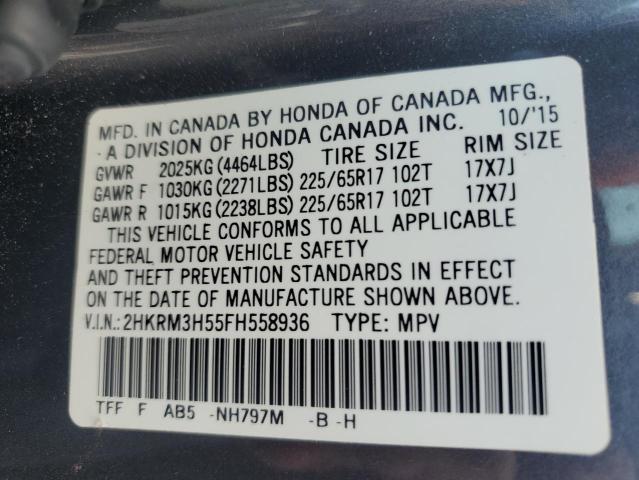 MFD. IN CANADA BY HONDA OF CANADA MFG.,
A DIVISION OF HONDA CANADA INC. 10/'15
GVWR 2025KG (4464LBS) TIRE SIZE RIM SIZE
GAWR F 1030KG (2271LBS) 225/65R17 102T 17X7J
GAWR R 1015KG (2238LBS) 225/65R17 102T 17X7J
THIS VEHICLE CONFORMS TO ALL APPLICABLE
FEDERAL MOTOR VEHICLE SAFETY
AND THEFT PREVENTION STANDARDS IN EFFECT
ON THE DATE OF MANUFACTURE SHOWN ABOVE.
V.I.N.: 2HKRM3H55FH558936 TYPE: MPV
TFF F AB5 -NH797M -B -H